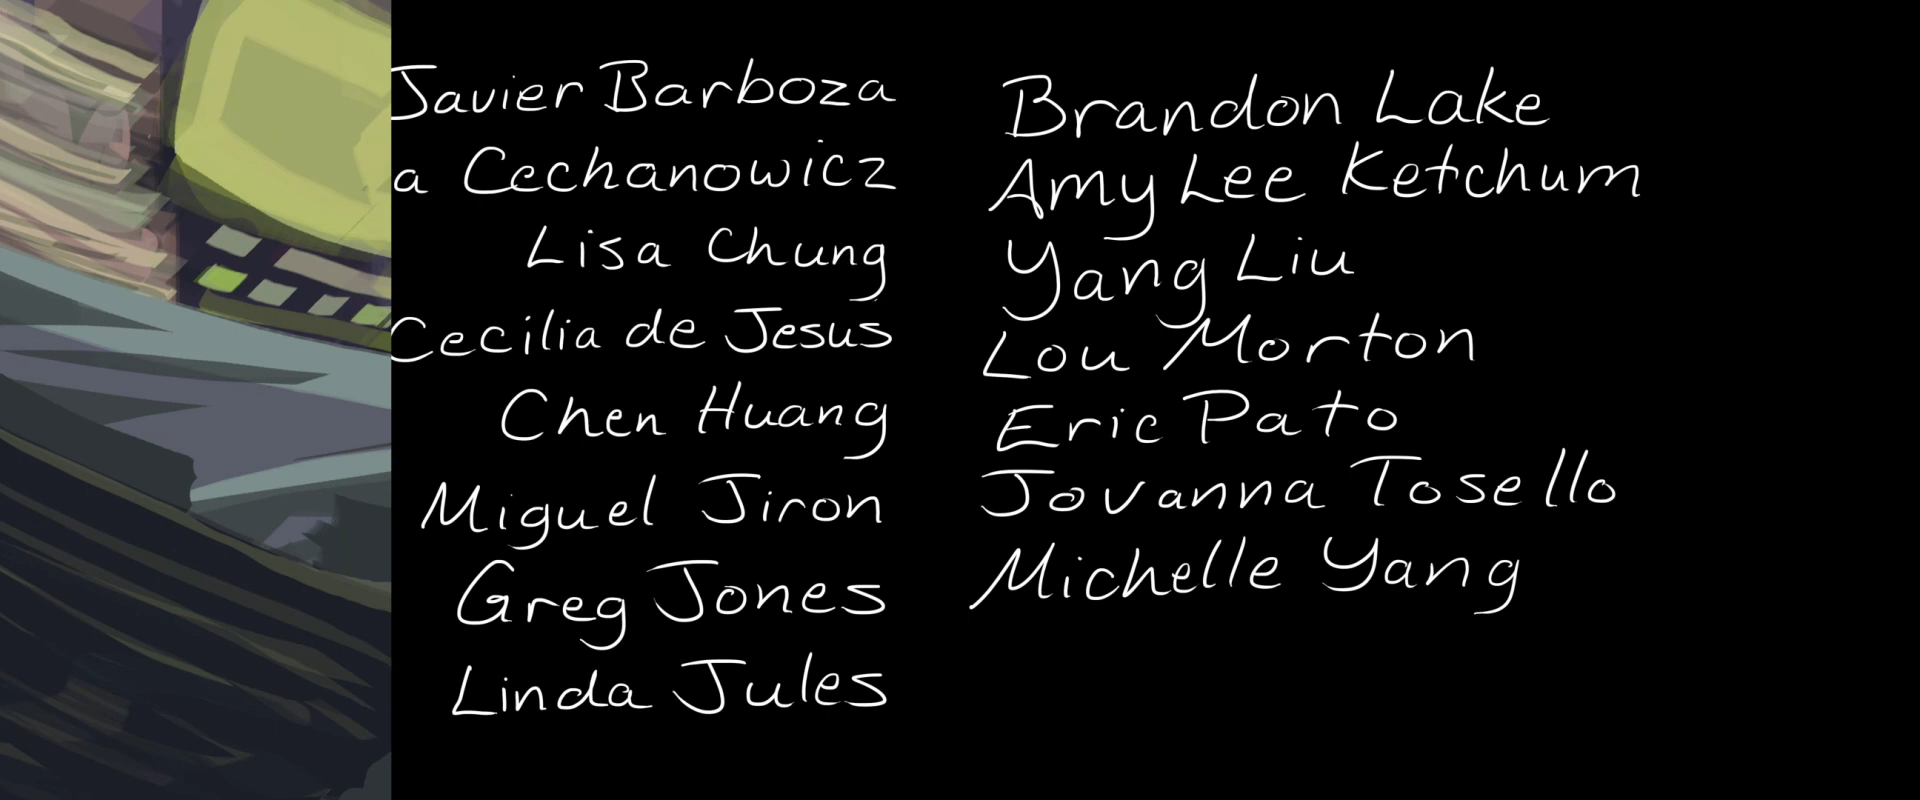 Javier Barboza
a Cechanowicz
Lisa Chung
Cecilia de Jesus
Chen Huang
Miguel Jiron
Greg Jones
Linda Jules
Brandon Lake
Amy Lee Ketchum
Yang Liu
Lou Morton
Eric Pato
Jovanna Tosello
Michelle Yang